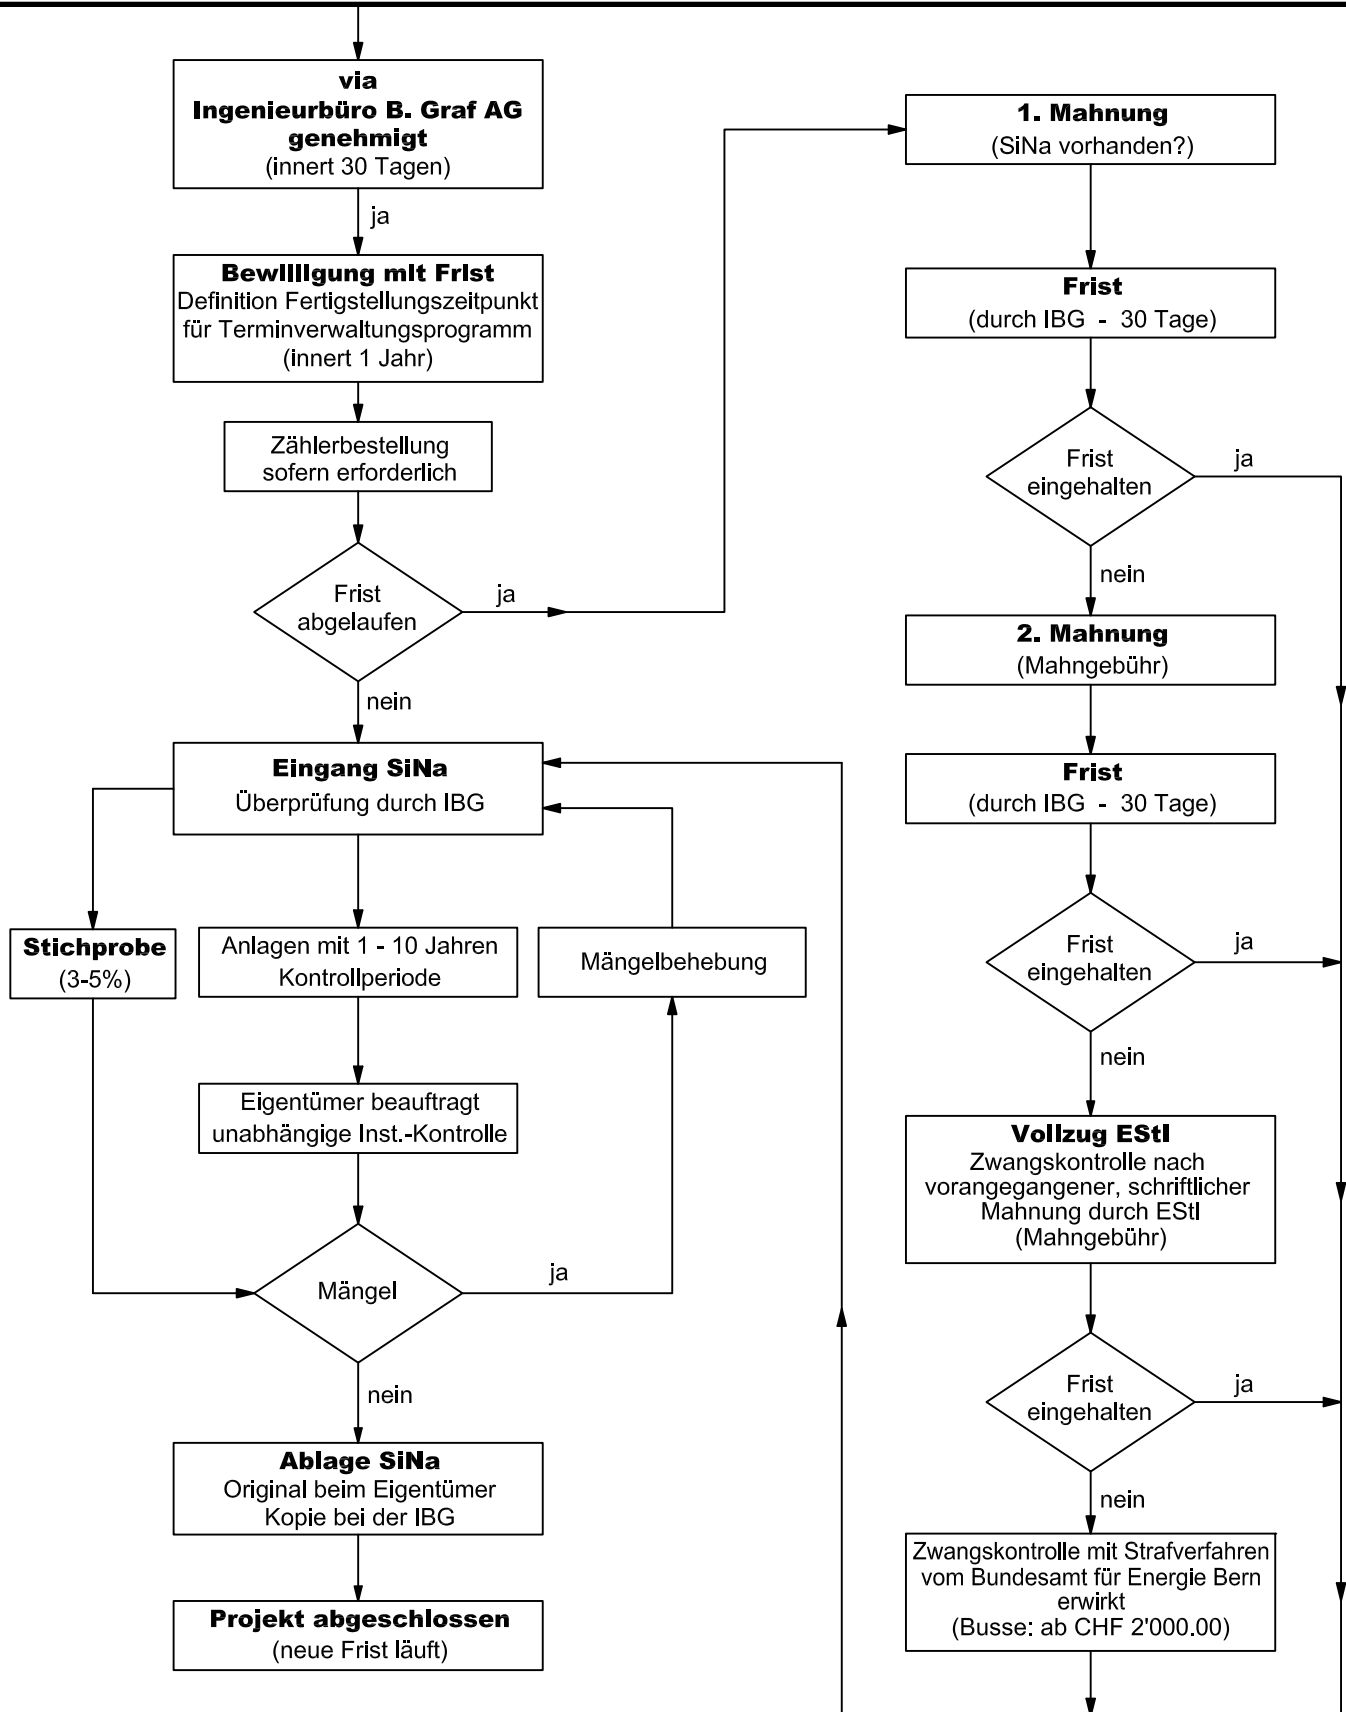 via
Ingenieurbüro B. Graf AG
genehmigt
(innert 30 Tagen)
ja
Bewilligung mit Frist
Definition Fertigstellungszeitpunkt
für Terminverwaltungsprogramm
(innert 1 Jahr)
Zählerbestellung
sofern erforderlich
Frist
abgelaufen
ja
nein
Eingang SiNa
Überprüfung durch IBG
Stichprobe
(3-5%)
Anlagen mit 1 - 10 Jahren
Kontrollperiode
Mängelbehebung
Eigentümer beauftragt
unabhängige Inst.-Kontrolle
Mängel
ja
nein
Ablage SiNa
Original beim Eigentümer
Kopie bei der IBG
Projekt abgeschlossen
(neue Frist läuft)
1. Mahnung
(SiNa vorhanden?)
Frist
(durch IBG - 30 Tage)
Frist
eingehalten
ja
nein
2. Mahnung
(Mahngebühr)
Frist
(durch IBG - 30 Tage)
Frist
eingehalten
ja
nein
Vollzug EStI
Zwangskontrolle nach
vorangegangener, schriftlicher
Mahnung durch EStI
(Mahngebühr)
Frist
eingehalten
ja
nein
Zwangskontrolle mit Strafverfahren
vom Bundesamt für Energie Bern
erwirkt
(Busse: ab CHF 2'000.00)